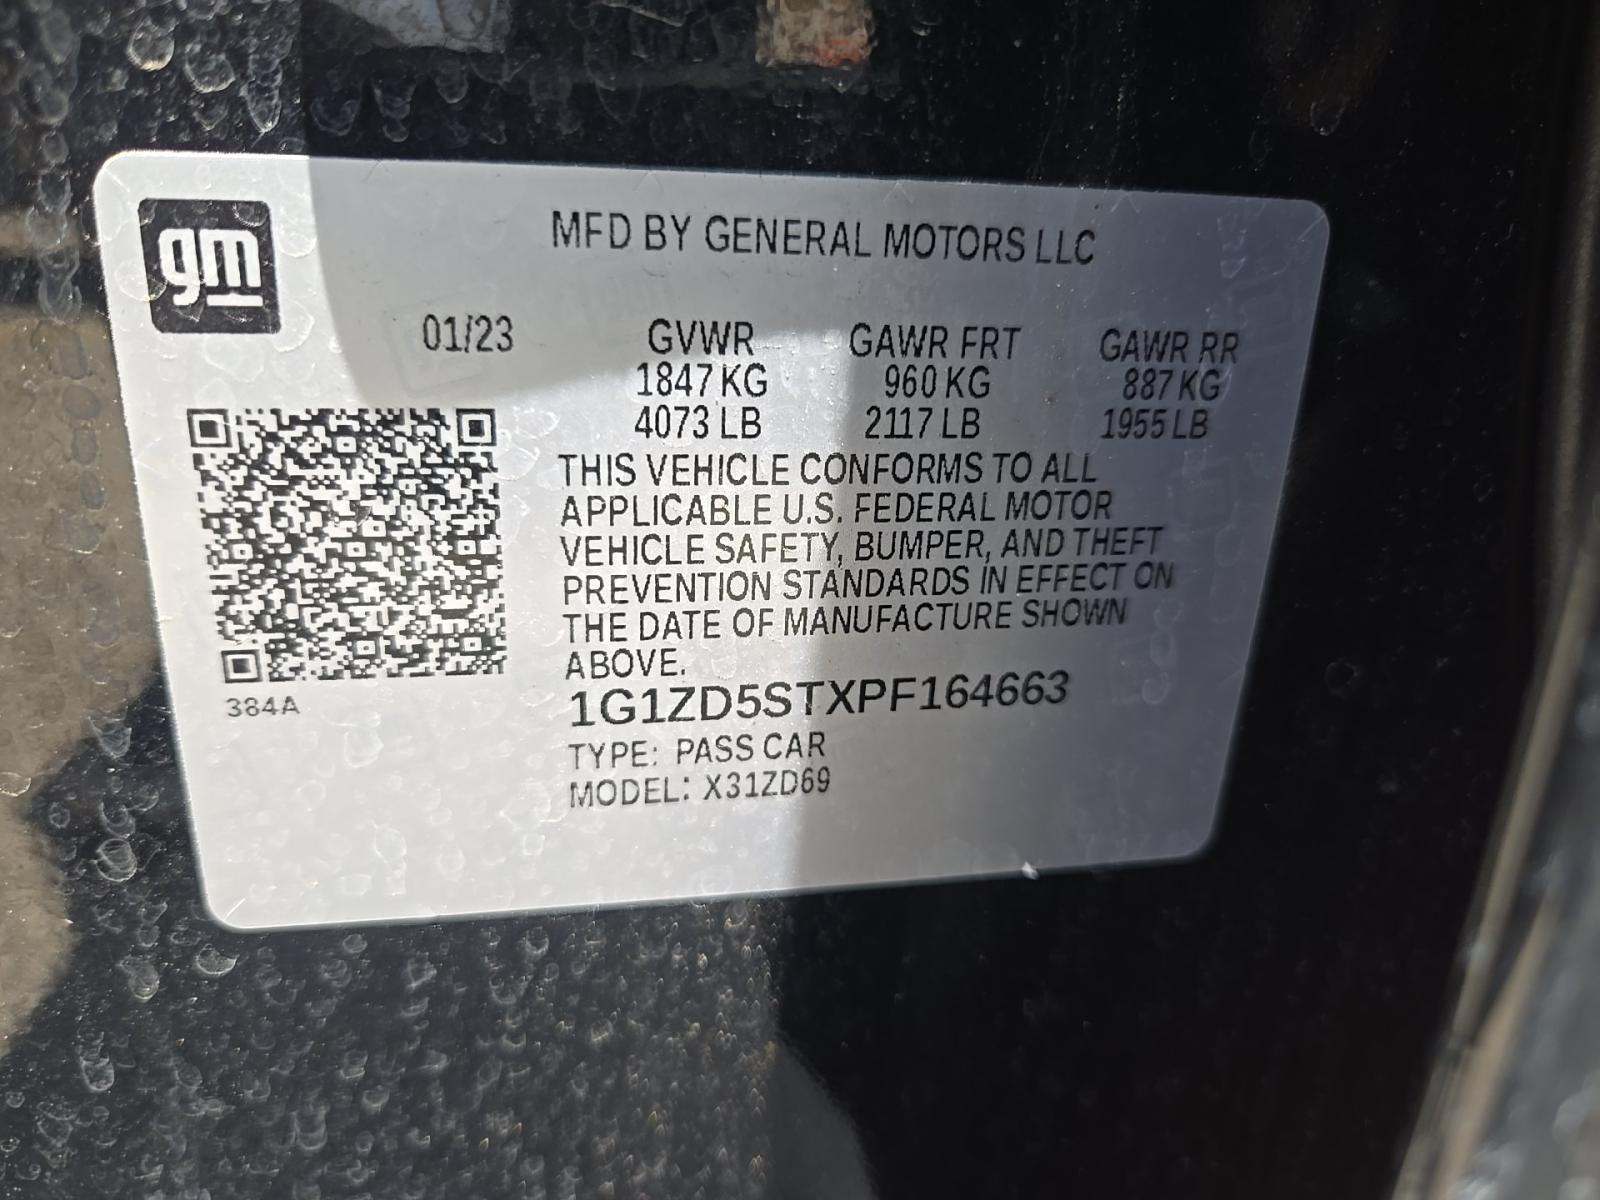 gm
MFD BY GENERAL MOTORS LLC
01/23 GVWR GAWR FRT GAWR RR
1847 KG 960 KG 887 KG
4073 LB 2117 LB 1955 LB
THIS VEHICLE CONFORMS TO ALL
APPLICABLE U.S. FEDERAL MOTOR
VEHICLE SAFETY, BUMPER, AND THEFT
PREVENTION STANDARDS IN EFFECT ON
THE DATE OF MANUFACTURE SHOWN
ABOVE.
384A
1G1ZD5STXPF164663
TYPE: PASS CAR
MODEL: X31ZD69